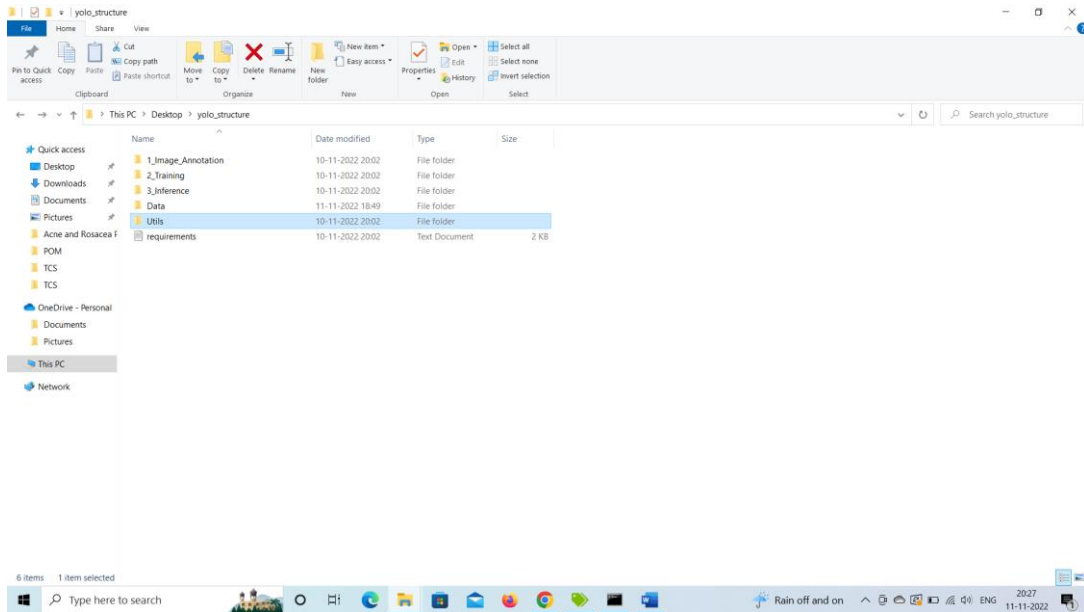 yolo_structure
File Home Share View
Pin to Quick access
Copy
Paste
Cut
Copy path
Paste shortcut
Clipboard
Move to
Copy to
Delete
Rename
Organize
New folder
New item
Easy access
New
Properties
Open
Edit
History
Open
Select all
Select none
Invert selection
Select
This PC > Desktop > yolo_structure
Search yolo_structure
Name Date modified Type Size
Quick access
Desktop
Downloads
Documents
Pictures
Acne and Rosacea
POM
TCS
TCS
OneDrive - Personal
Documents
Pictures
This PC
Network
1_Image_Annotation 10-11-2022 20:02 File folder
2_Training 10-11-2022 20:02 File folder
3_Inference 10-11-2022 20:02 File folder
Data 11-11-2022 18:49 File folder
Utils 10-11-2022 20:02 File folder
requirements 10-11-2022 20:02 Text Document 2 KB
6 items 1 item selected
Type here to search
Rain off and on
ENG
20:27
11-11-2022